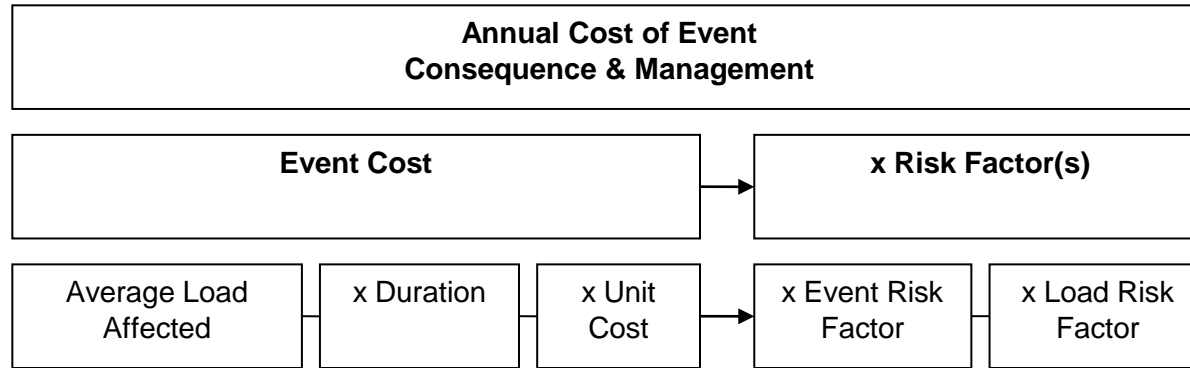 Annual Cost of Event
Consequence & Management
Event Cost
x Risk Factor(s)
Average Load
Affected
x Duration
x Unit
Cost
x Event Risk
Factor
x Load Risk
Factor